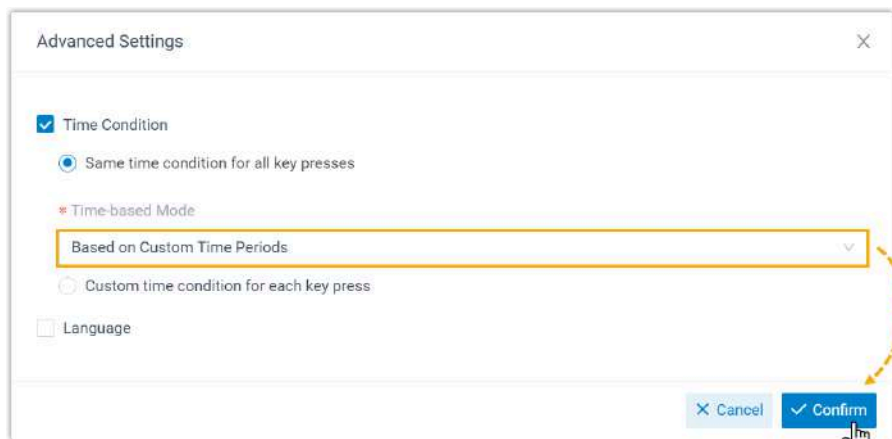 Advanced Settings
Time Condition
Same time condition for all key presses
* Time-based Mode
Based on Custom Time Periods
Custom time condition for each key press
Language
Cancel
Confirm